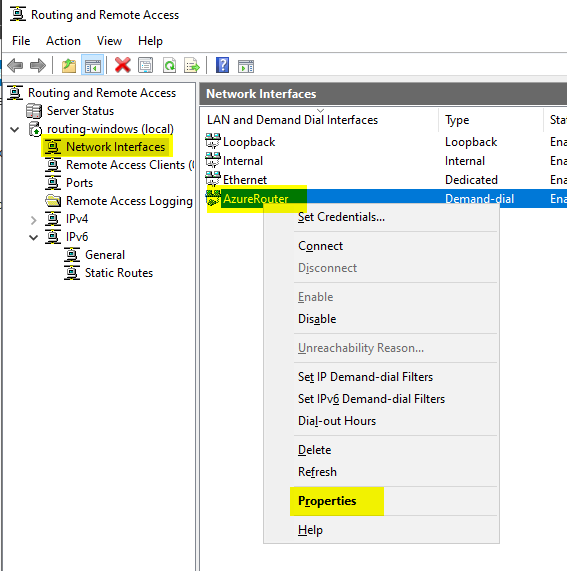 Routing and Remote Access
File Action View Help
Routing and Remote Access
Server Status
routing-windows (local)
Network Interfaces
Remote Access Clients (
Ports
Remote Access Logging
IPv4
IPv6
General
Static Routes
Network Interfaces
LAN and Demand Dial Interfaces Type Sta
Loopback Loopback Ena
Internal Internal Ena
Ethernet Dedicated Ena
AzureRouter Demand-dial Ena
Set Credentials...
Connect
Disconnect
Enable
Disable
Unreachability Reason...
Set IP Demand-dial Filters
Set IPv6 Demand-dial Filters
Dial-out Hours
Delete
Refresh
Properties
Help